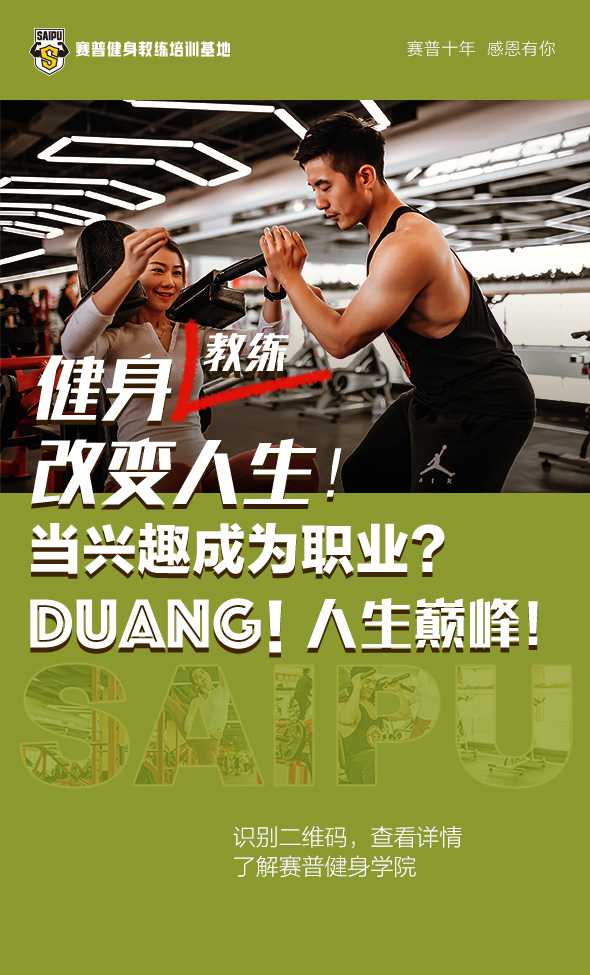 SAIPU
S
赛普健身教练培训基地
赛普十年 感恩有你
健身教练
改变人生！
当兴趣成为职业？
DUANG！人生巅峰！
AIR
SAIPU
识别二维码，查看详情
了解赛普健身学院